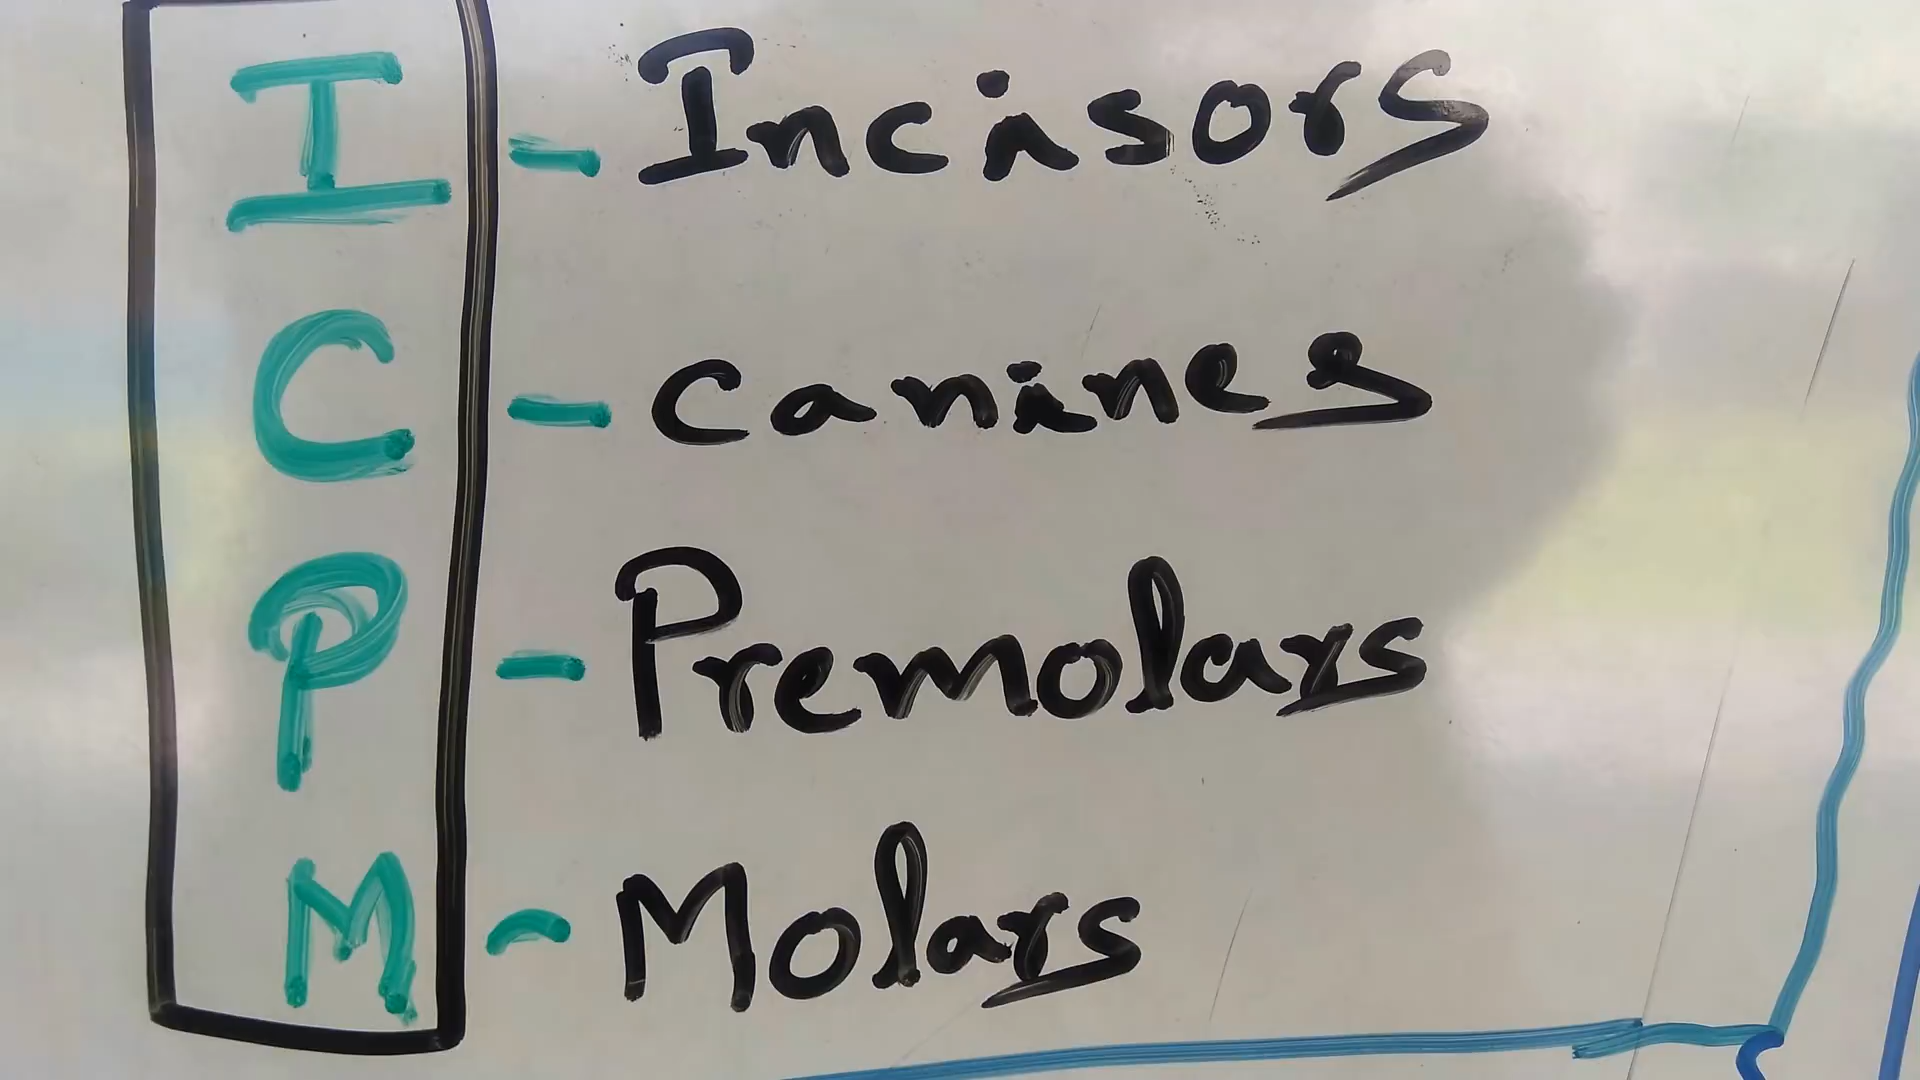 I - Incisors
C - Canines
P - Premolars
M - Molars